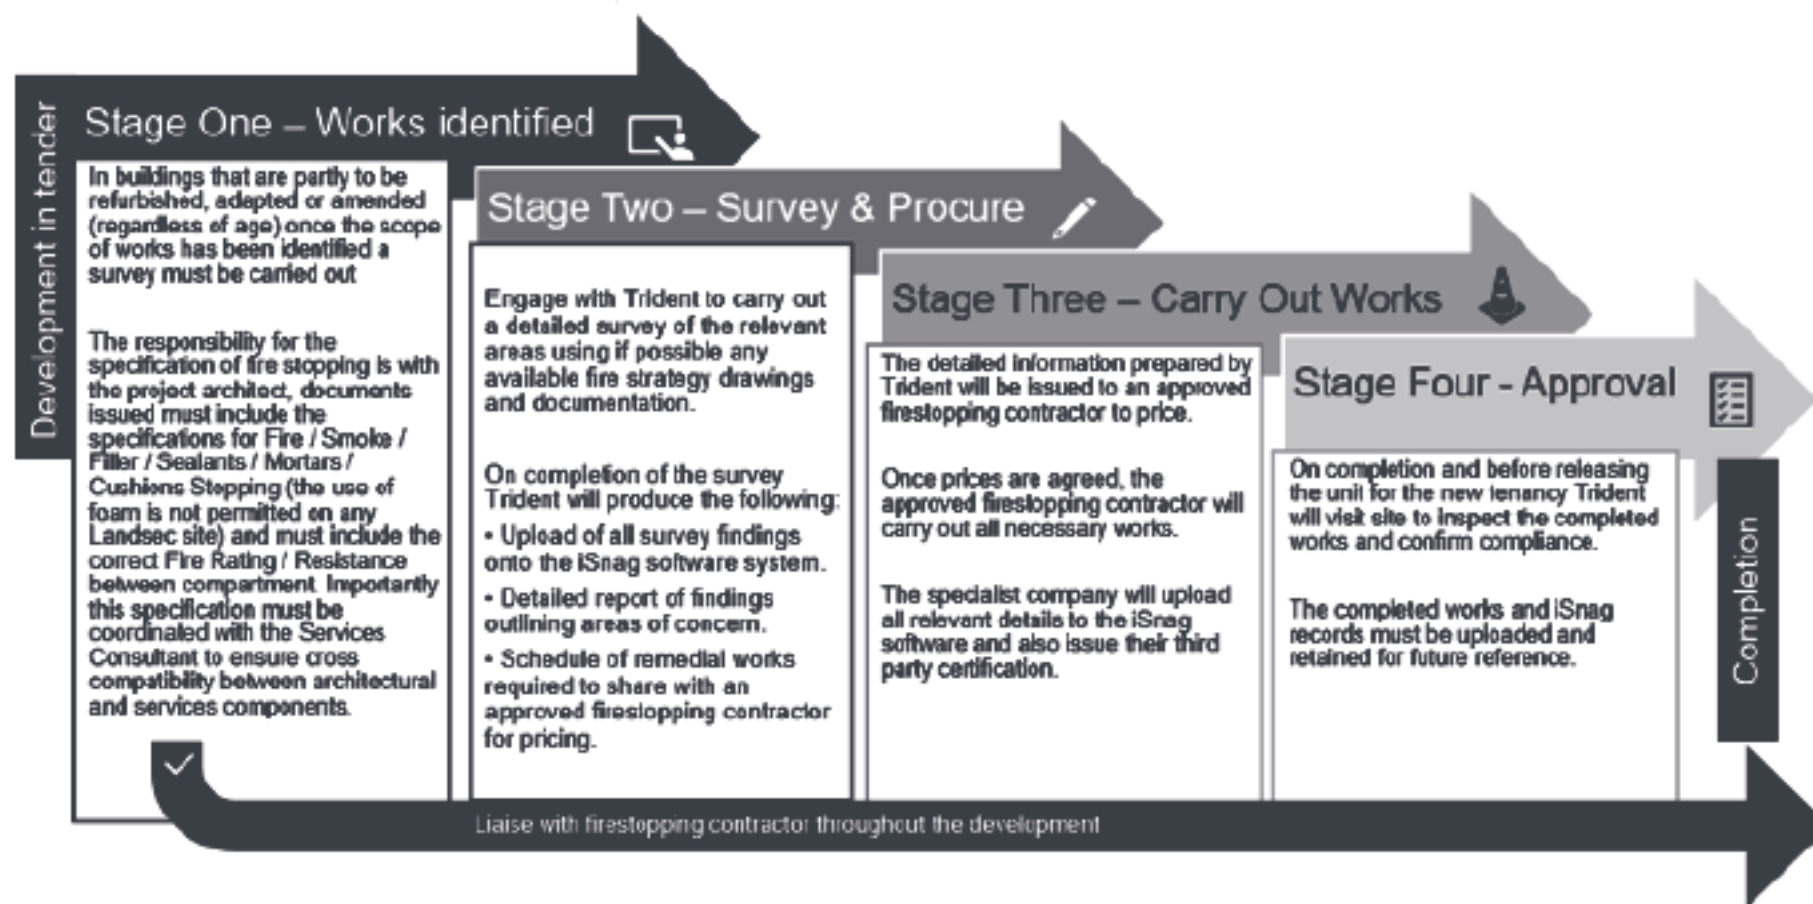 Development in tender
Stage One – Works identified
In buildings that are partly to be
refurbished, adapted or amended
(regardless of age) once the scope
of works has been identified a
survey must be carried out
The responsibility for the
specification of fire stopping is with
the project architect, documents
issued must include the
specifications for Fire / Smoke /
Filler / Sealants / Mortars /
Cushions Stopping (the use of
foam is not permitted on any
Landsec site) and must include the
correct Fire Rating / Resistance
between compartment. Importantly
this specification must be
coordinated with the Services
Consultant to ensure cross
compatibility between architectural
and services components.
Stage Two – Survey & Procure
Engage with Trident to carry out
a detailed survey of the relevant
areas using if possible any
available fire strategy drawings
and documentation.
On completion of the survey
Trident will produce the following:
• Upload of all survey findings
onto the iSnag software system.
• Detailed report of findings
outlining areas of concern.
• Schedule of remedial works
required to share with an
approved firestopping contractor
for pricing.
Stage Three – Carry Out Works
The detailed information prepared by
Trident will be issued to an approved
firestopping contractor to price.
Once prices are agreed, the
approved firestopping contractor will
carry out all necessary works.
The specialist company will upload
all relevant details to the iSnag
software and also issue their third
party certification.
Stage Four - Approval
On completion and before releasing
the unit for the new tenancy Trident
will visit site to inspect the completed
works and confirm compliance.
The completed works and iSnag
records must be uploaded and
retained for future reference.
Completion
Liaise with firestopping contractor throughout the development